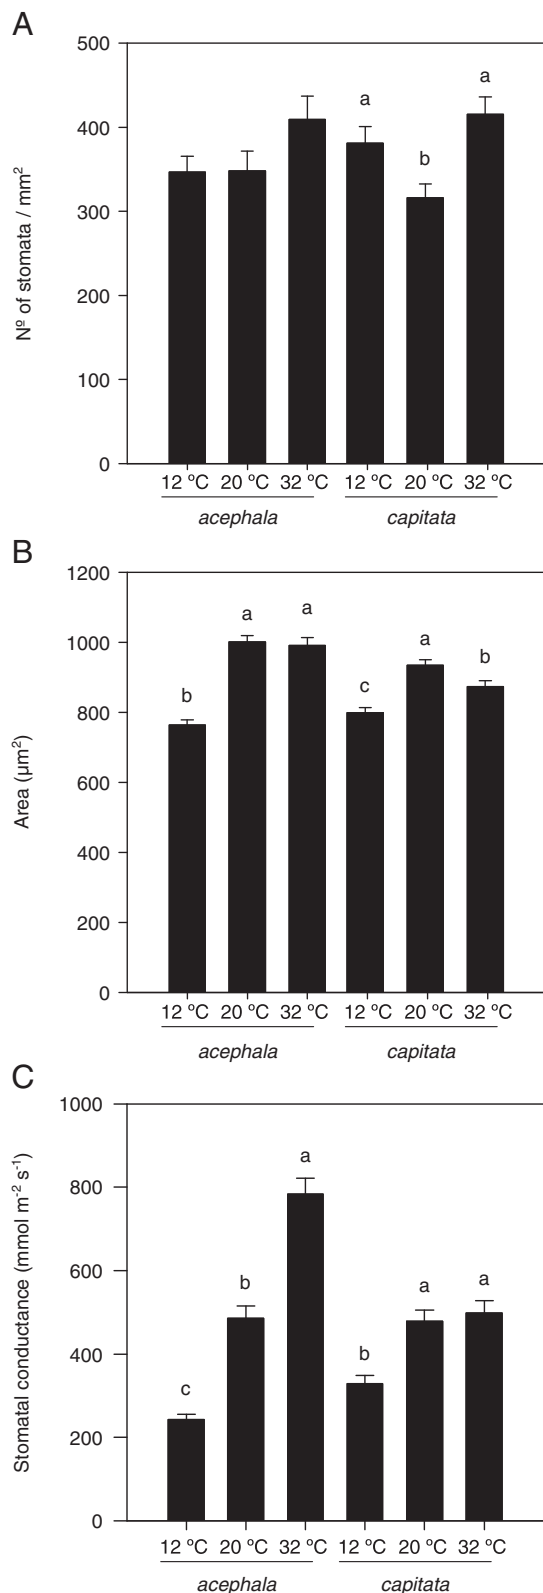 A
500
400
300
200
100
0
Nº of stomata / mm²
a
b
a
12 ºC 20 ºC 32 ºC 12 ºC 20 ºC 32 ºC
acephala capitata
B
1200
1000
800
600
400
200
0
Area (µm²)
b
a
a
c
a
b
12 ºC 20 ºC 32 ºC 12 ºC 20 ºC 32 ºC
acephala capitata
C
1000
800
600
400
200
0
Stomatal conductance (mmol m⁻² s⁻¹)
c
b
a
b
a
a
12 ºC 20 ºC 32 ºC 12 ºC 20 ºC 32 ºC
acephala capitata